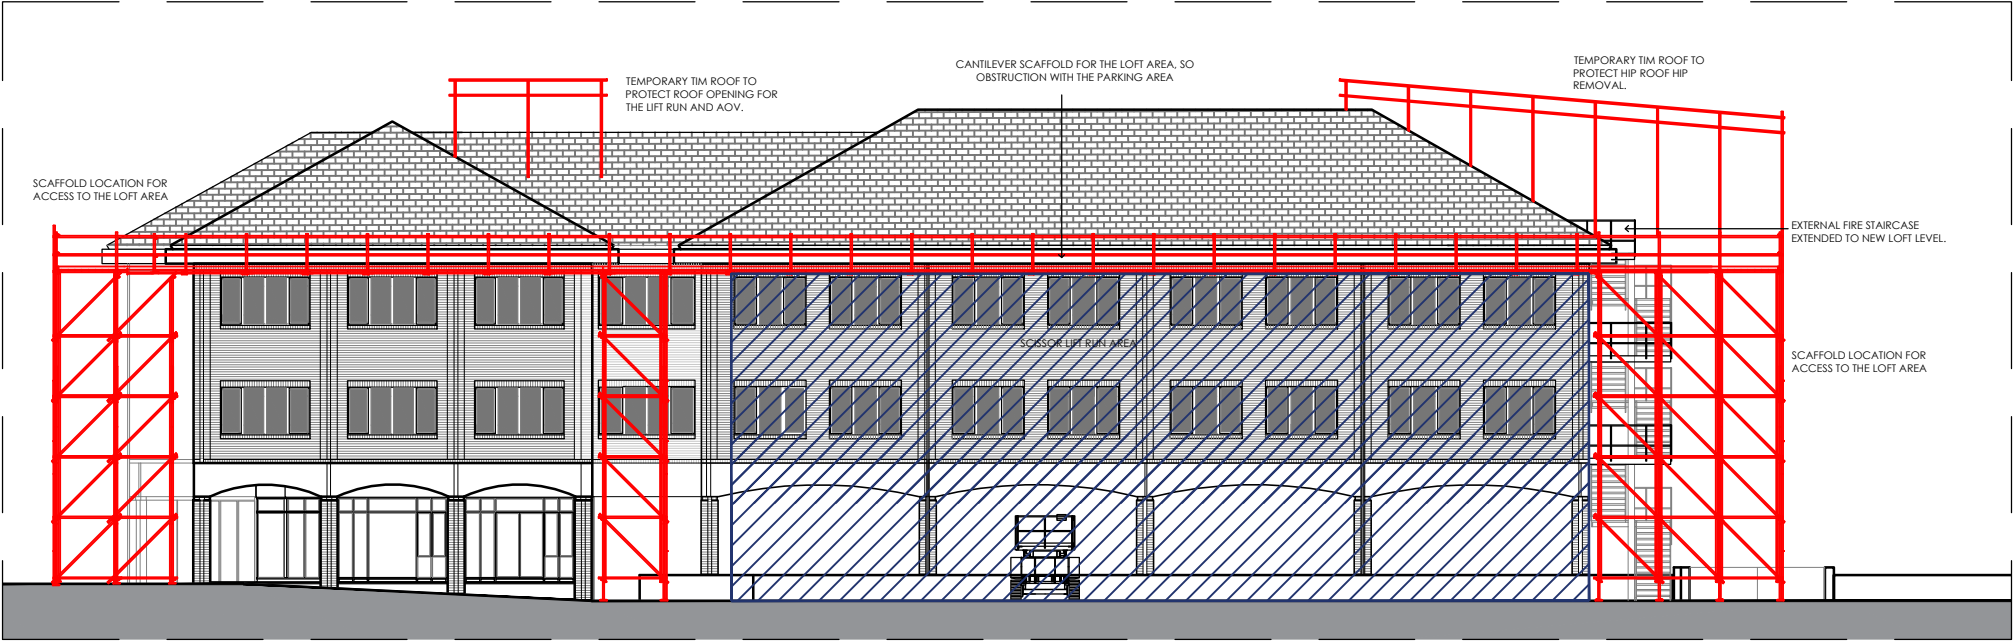 CANTILEVER SCAFFOLD FOR THE LOFT AREA, SO
OBSTRUCTION WITH THE PARKING AREA
TEMPORARY TIM ROOF TO
PROTECT HIP ROOF HIP
REMOVAL.
TEMPORARY TIM ROOF TO
PROTECT ROOF OPENING FOR
THE LIFT RUN AND AOV.
SCAFFOLD LOCATION FOR
ACCESS TO THE LOFT AREA
EXTERNAL FIRE STAIRCASE
EXTENDED TO NEW LOFT LEVEL.
SCISSOR LIFT RUN AREA
SCAFFOLD LOCATION FOR
ACCESS TO THE LOFT AREA